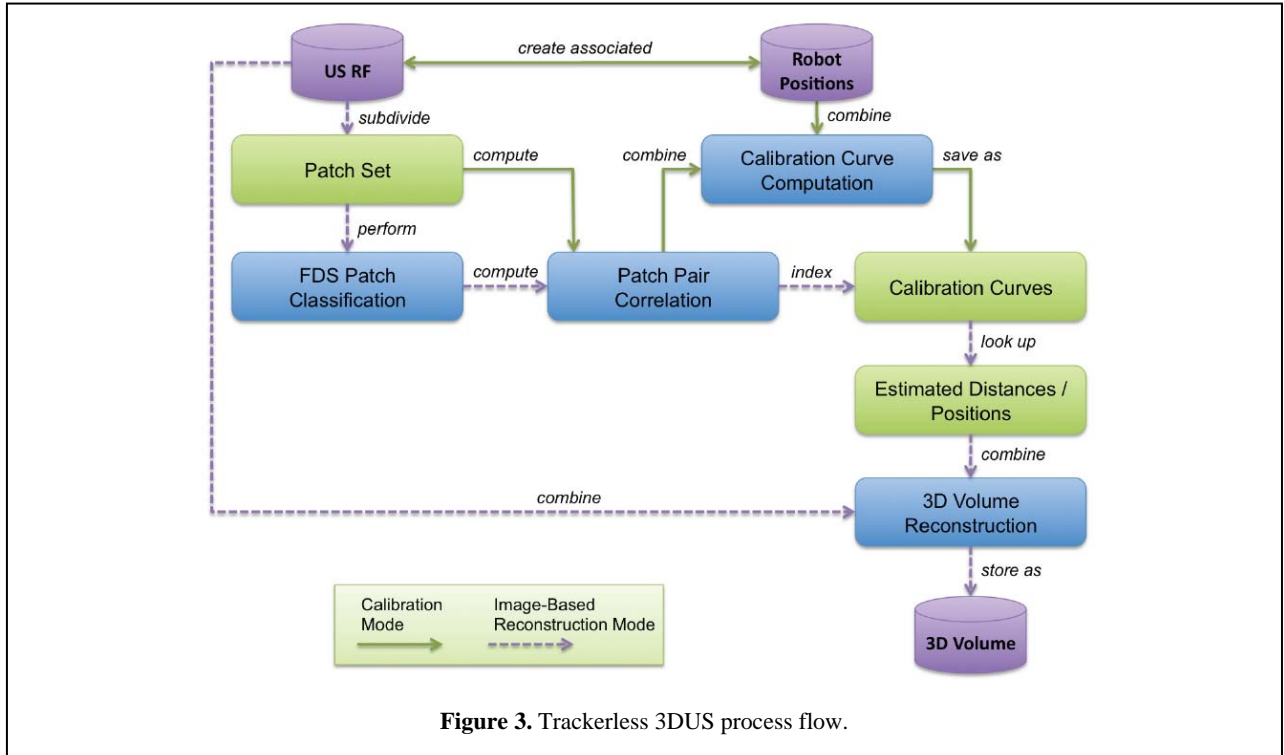 create associated
US RF
Robot
Positions
subdivide
combine
Patch Set
compute
combine
Calibration Curve
Computation
save as
perform
FDS Patch
Classification
compute
Patch Pair
Correlation
index
Calibration Curves
look up
Estimated Distances /
Positions
combine
combine
3D Volume
Reconstruction
store as
Calibration
Mode
Image-Based
Reconstruction Mode
3D Volume
Figure 3. Trackerless 3DUS process flow.